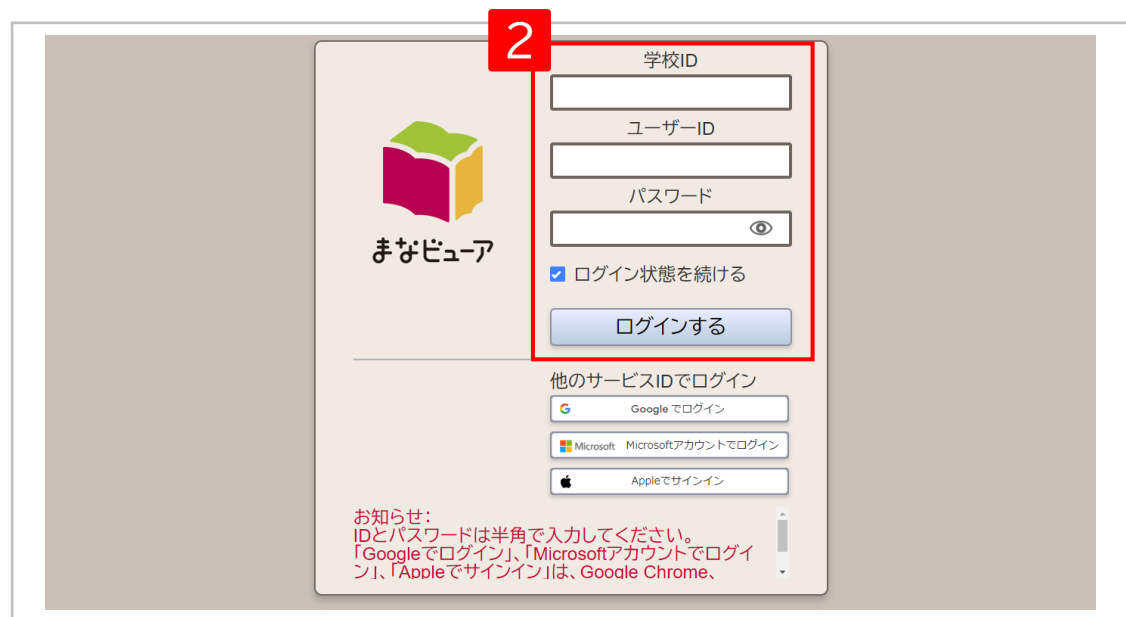 2
学校ID
ユーザーID
パスワード
まなビューア
ログイン状態を続ける
ログインする
他のサービスIDでログイン
Google でログイン
Microsoft Microsoftアカウントでログイン
Appleでサインイン
お知らせ：
IDとパスワードは半角で入力してください。
「Googleでログイン」、「Microsoftアカウントでログイ
ン」、「Appleでサインイン」は、Google Chrome、